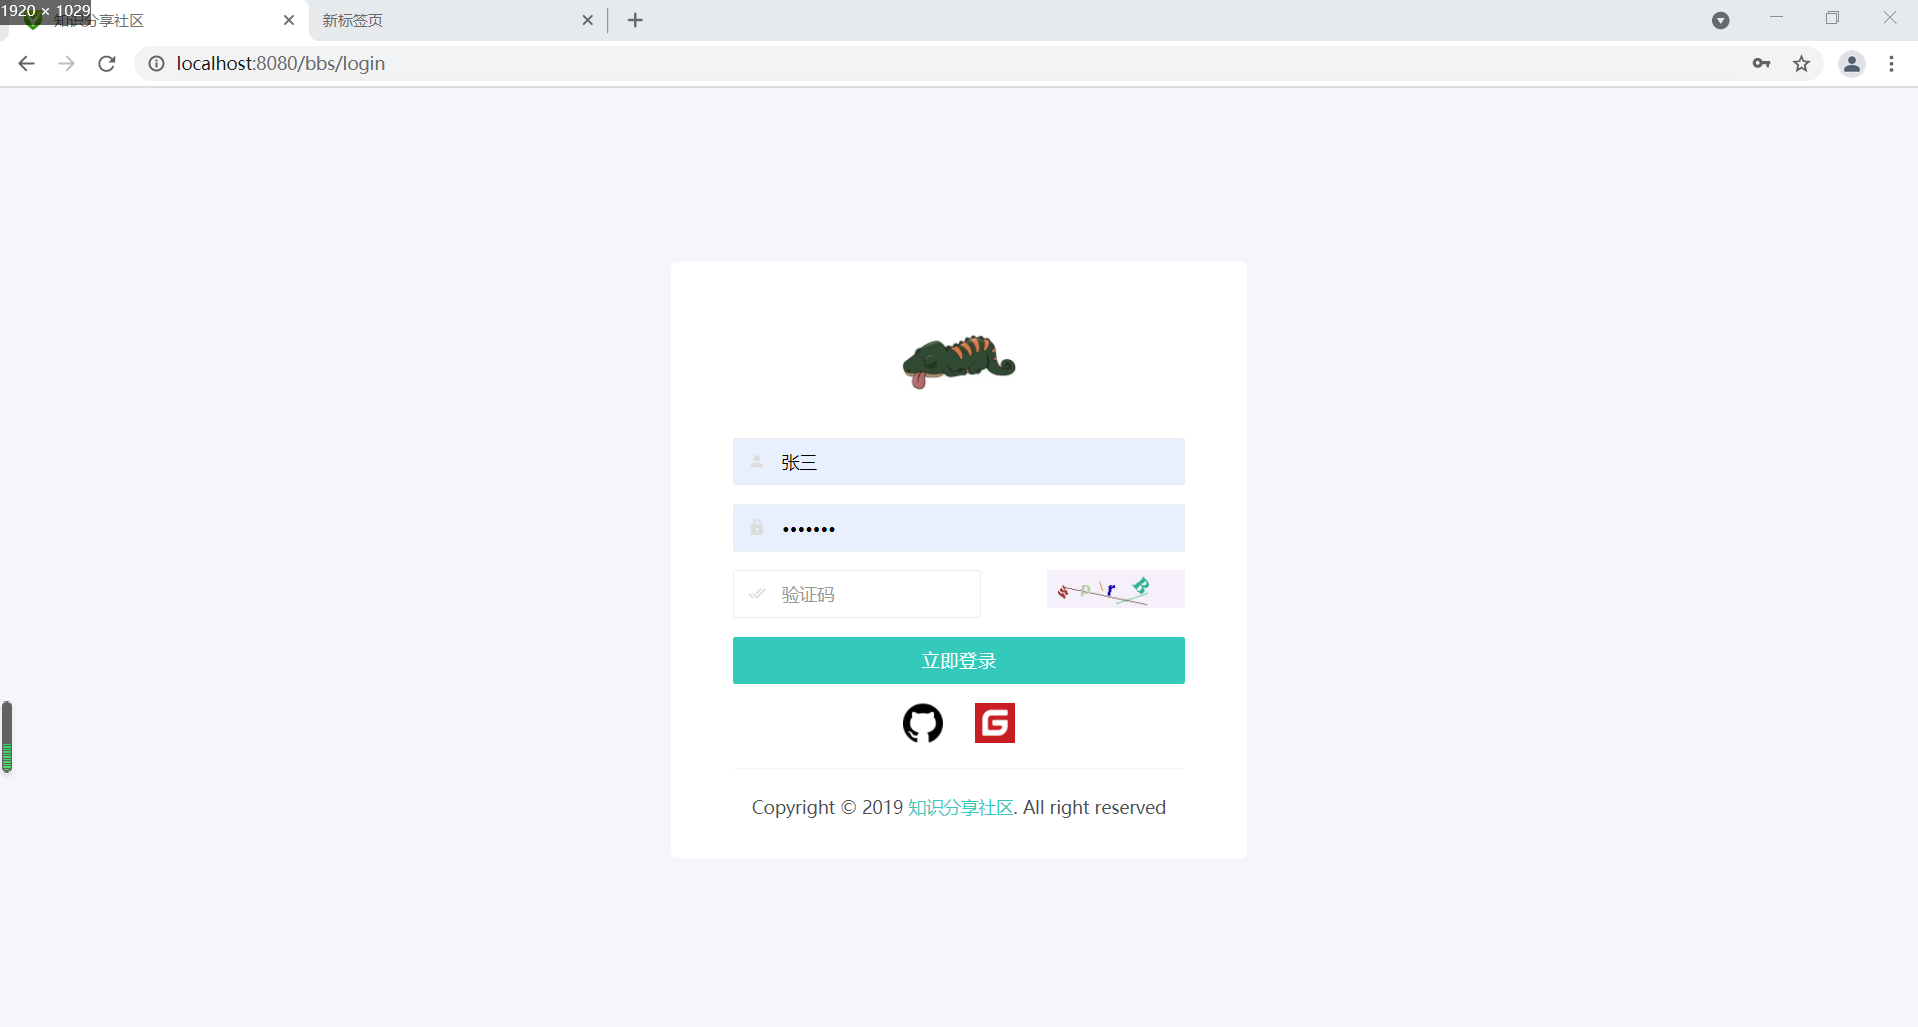 1920 × 1029
知识分享社区
新标签页
localhost:8080/bbs/login
张三
•••••••
验证码
s p r B
立即登录
Copyright © 2019 知识分享社区. All right reserved